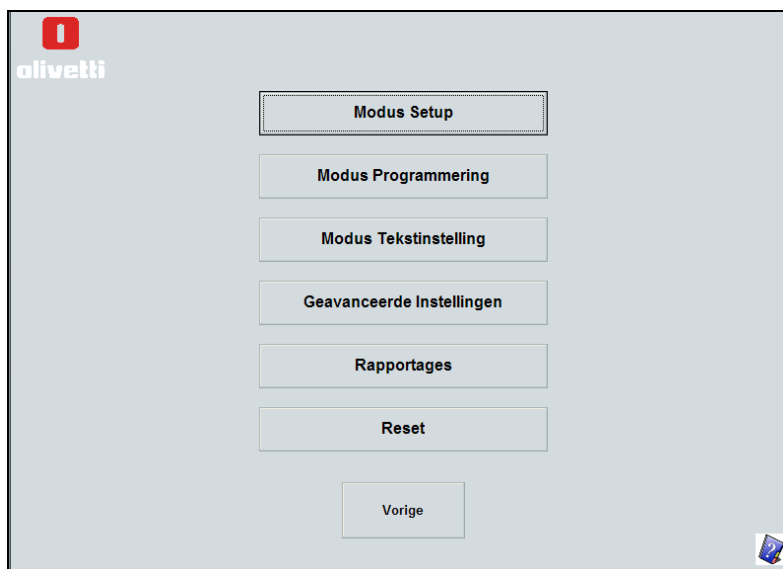 olivetti
Modus Setup
Modus Programmering
Modus Tekstinstelling
Geavanceerde Instellingen
Rapportages
Reset
Vorige
?